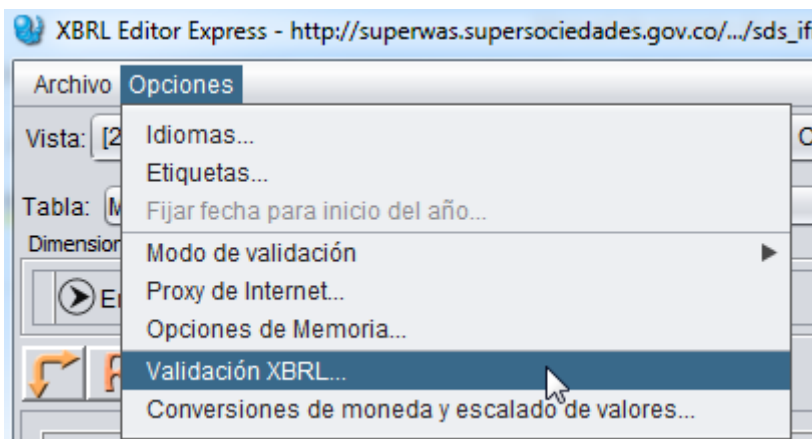 XBRL Editor Express - http://superwas.supersociedades.gov.co/.../sds_if
Archivo Opciones
Vista: [2
Idiomas...
Etiquetas...
Tabla: M
Fijar fecha para inicio del año...
Dimension
Modo de validación
Proxy de Internet...
Opciones de Memoria...
Validación XBRL...
Conversiones de moneda y escalado de valores...